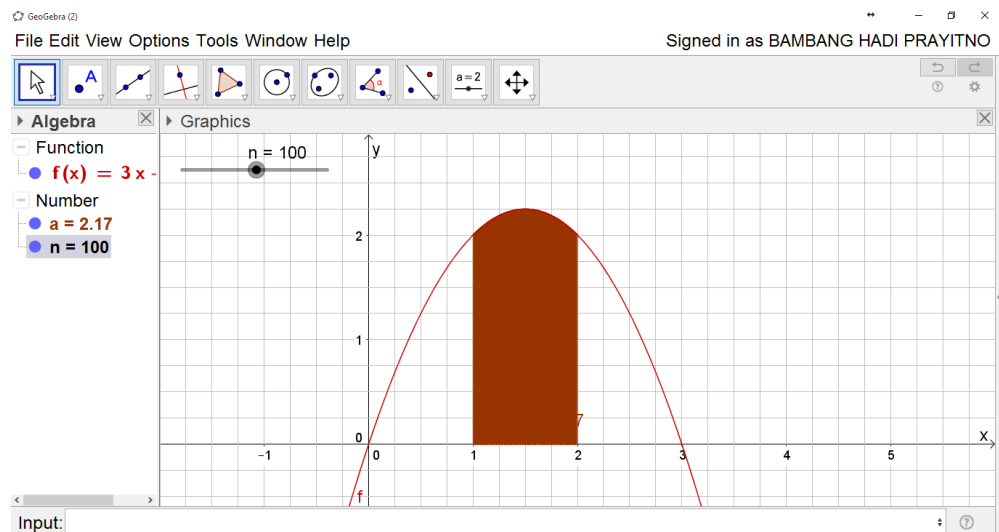 GeoGebra (2)
File Edit View Options Tools Window Help
Signed in as BAMBANG HADI PRAYITNO
A
α
a=2
Algebra
Graphics
Function
f(x) = 3 x -
Number
a = 2.17
n = 100
n = 100
y
2
1
0
7
-1
0
1
2
3
4
5
x
f
Input: